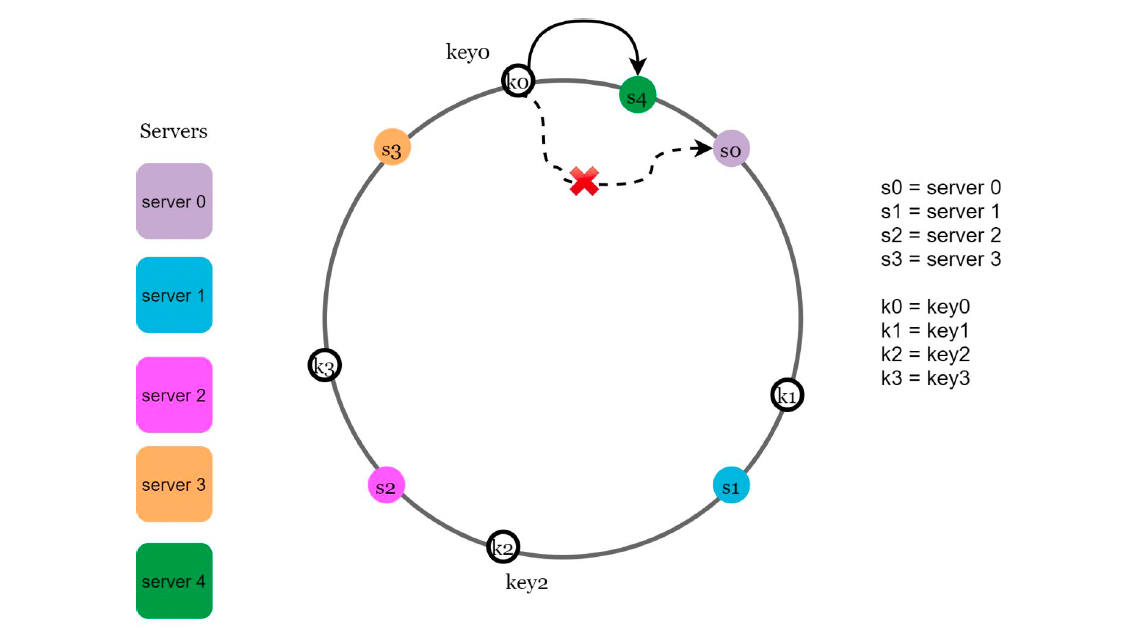 key0
k0
s4
s0
s3
Servers
server 0
server 1
server 2
server 3
server 4
k3
k1
s2
s1
k2
key2
s0 = server 0
s1 = server 1
s2 = server 2
s3 = server 3
k0 = key0
k1 = key1
k2 = key2
k3 = key3